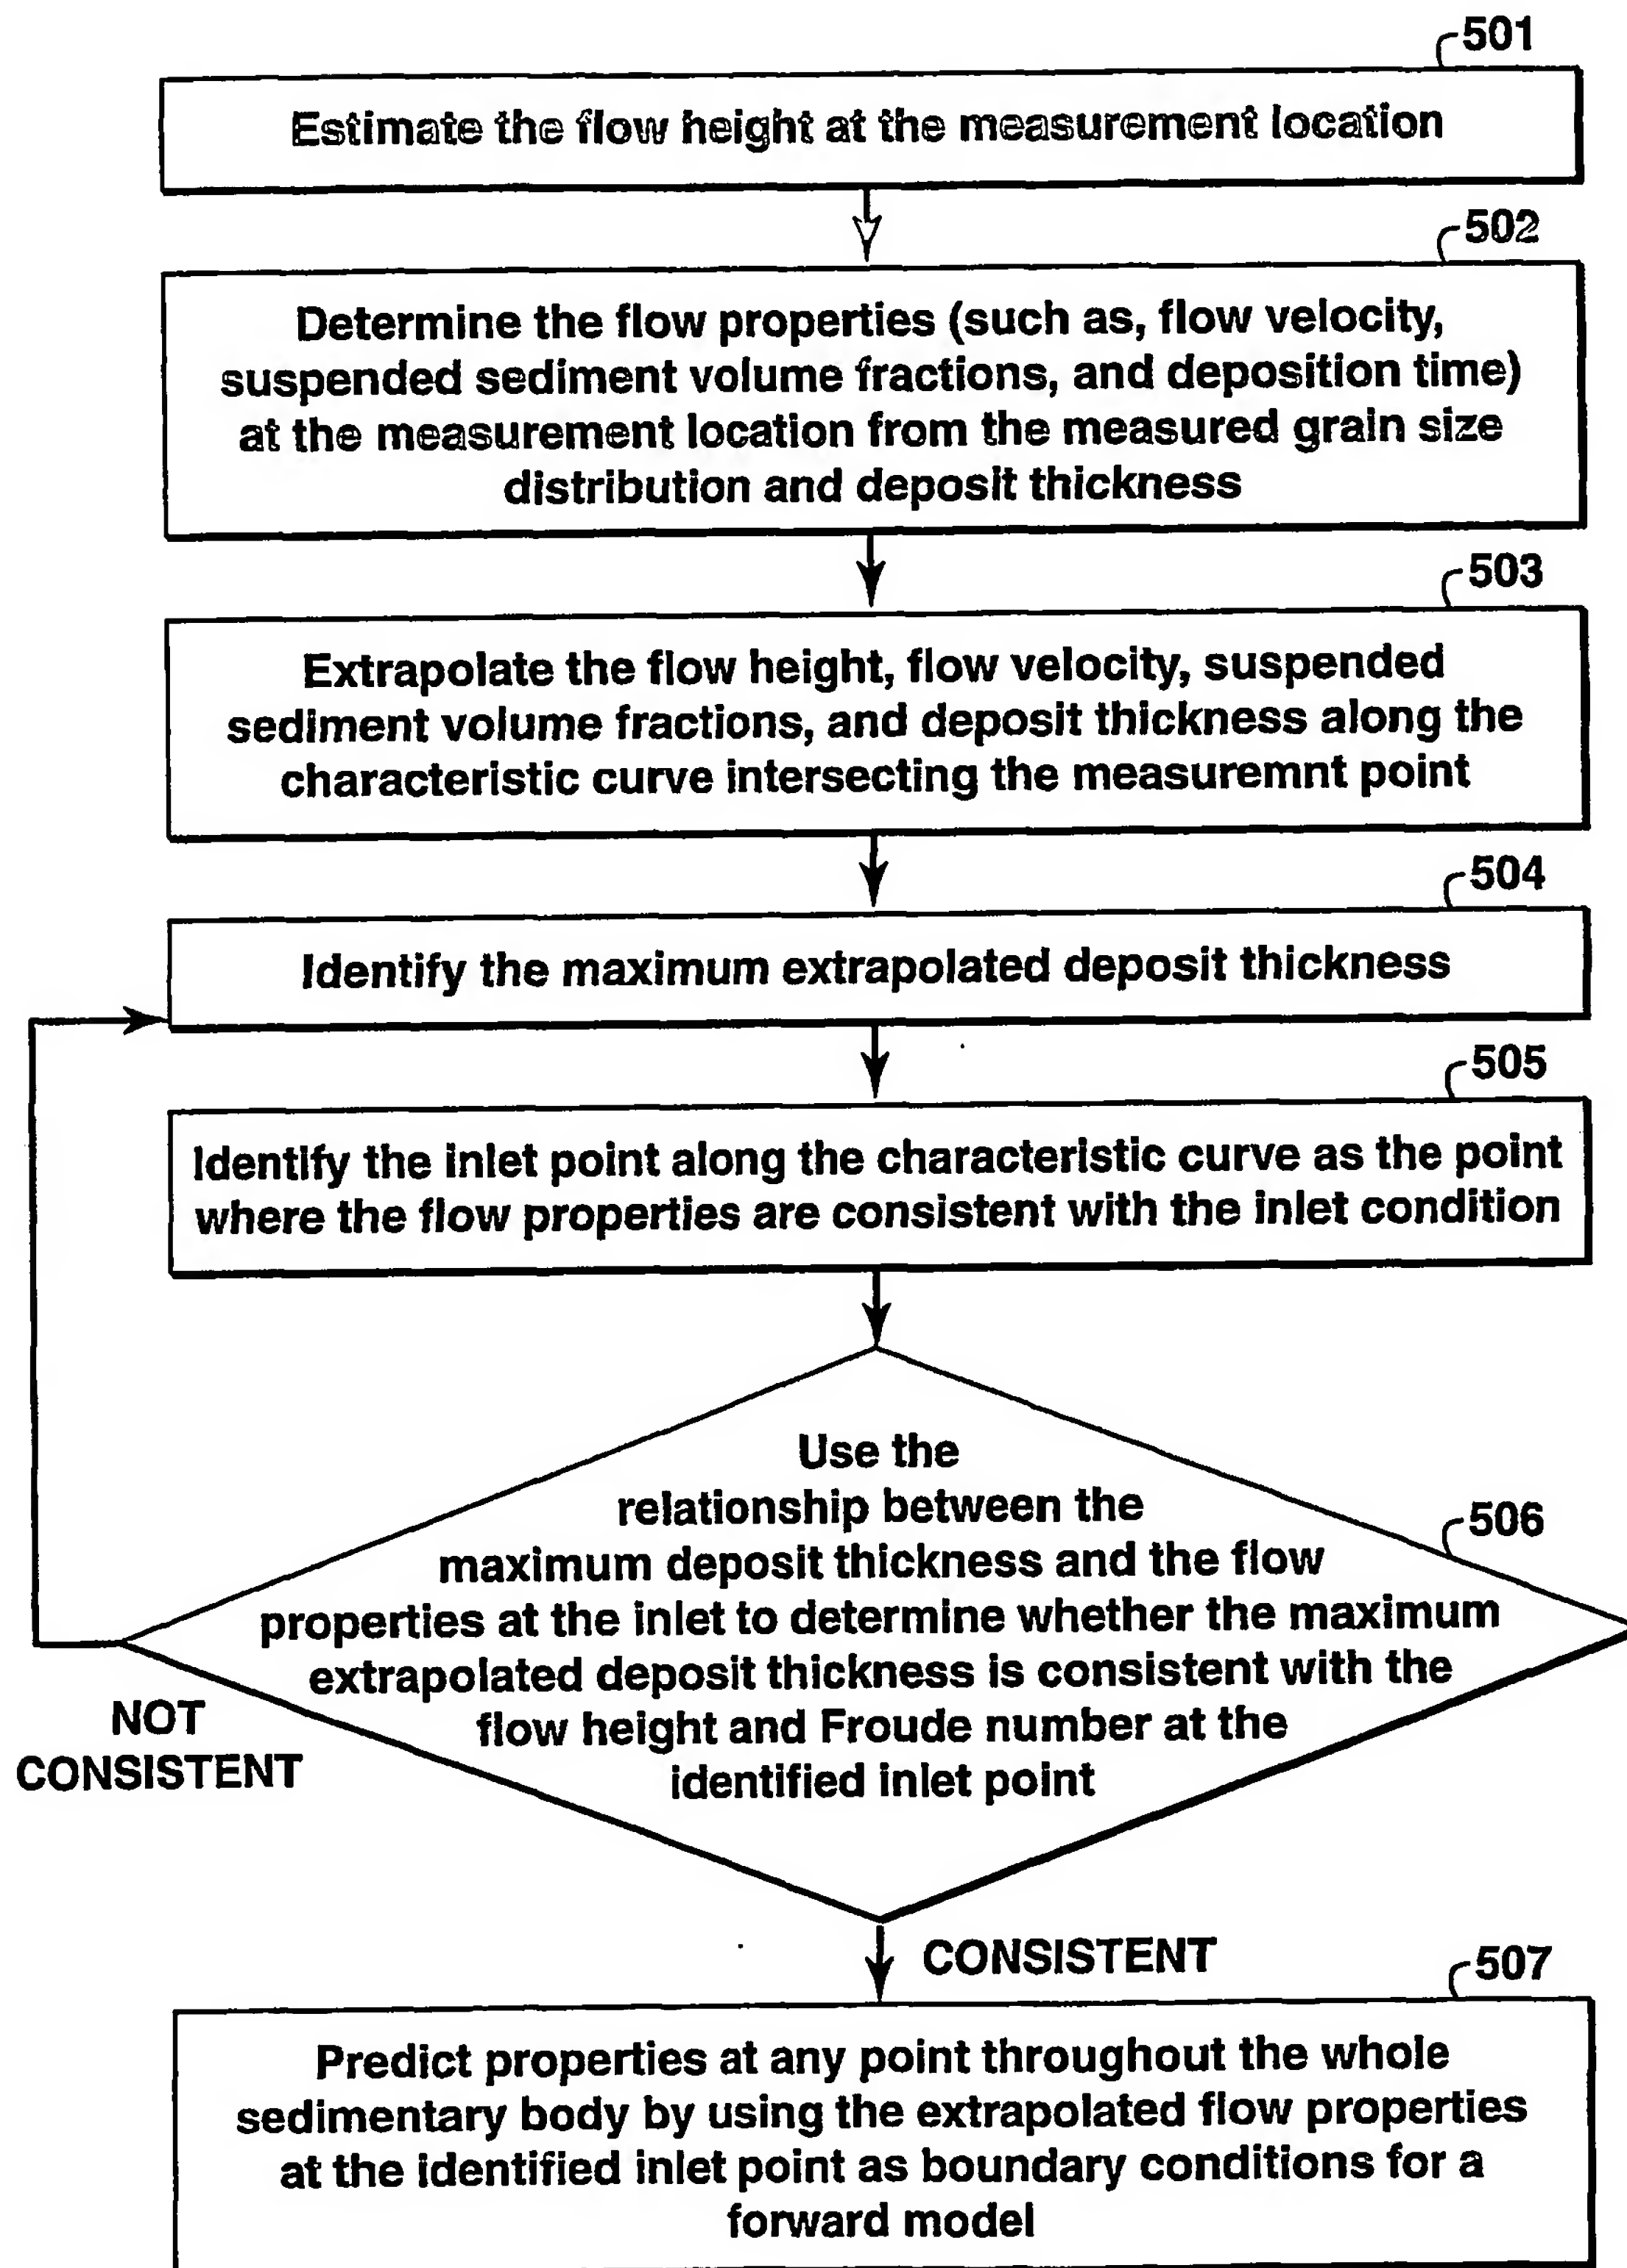 501
Estimate the flow height at the measurement location
502
Determine the flow properties (such as, flow velocity,
suspended sediment volume fractions, and deposition time)
at the measurement location from the measured grain size
distribution and deposit thickness
503
Extrapolate the flow height, flow velocity, suspended
sediment volume fractions, and deposit thickness along the
characteristic curve intersecting the measuremnt point
504
Identify the maximum extrapolated deposit thickness
505
Identify the inlet point along the characteristic curve as the point
where the flow properties are consistent with the inlet condition
Use the
relationship between the
506
maximum deposit thickness and the flow
properties at the inlet to determine whether the maximum
extrapolated deposit thickness is consistent with the
flow height and Froude number at the
identified inlet point
NOT
CONSISTENT
CONSISTENT
507
Predict properties at any point throughout the whole
sedimentary body by using the extrapolated flow properties
at the identified inlet point as boundary conditions for a
forward model